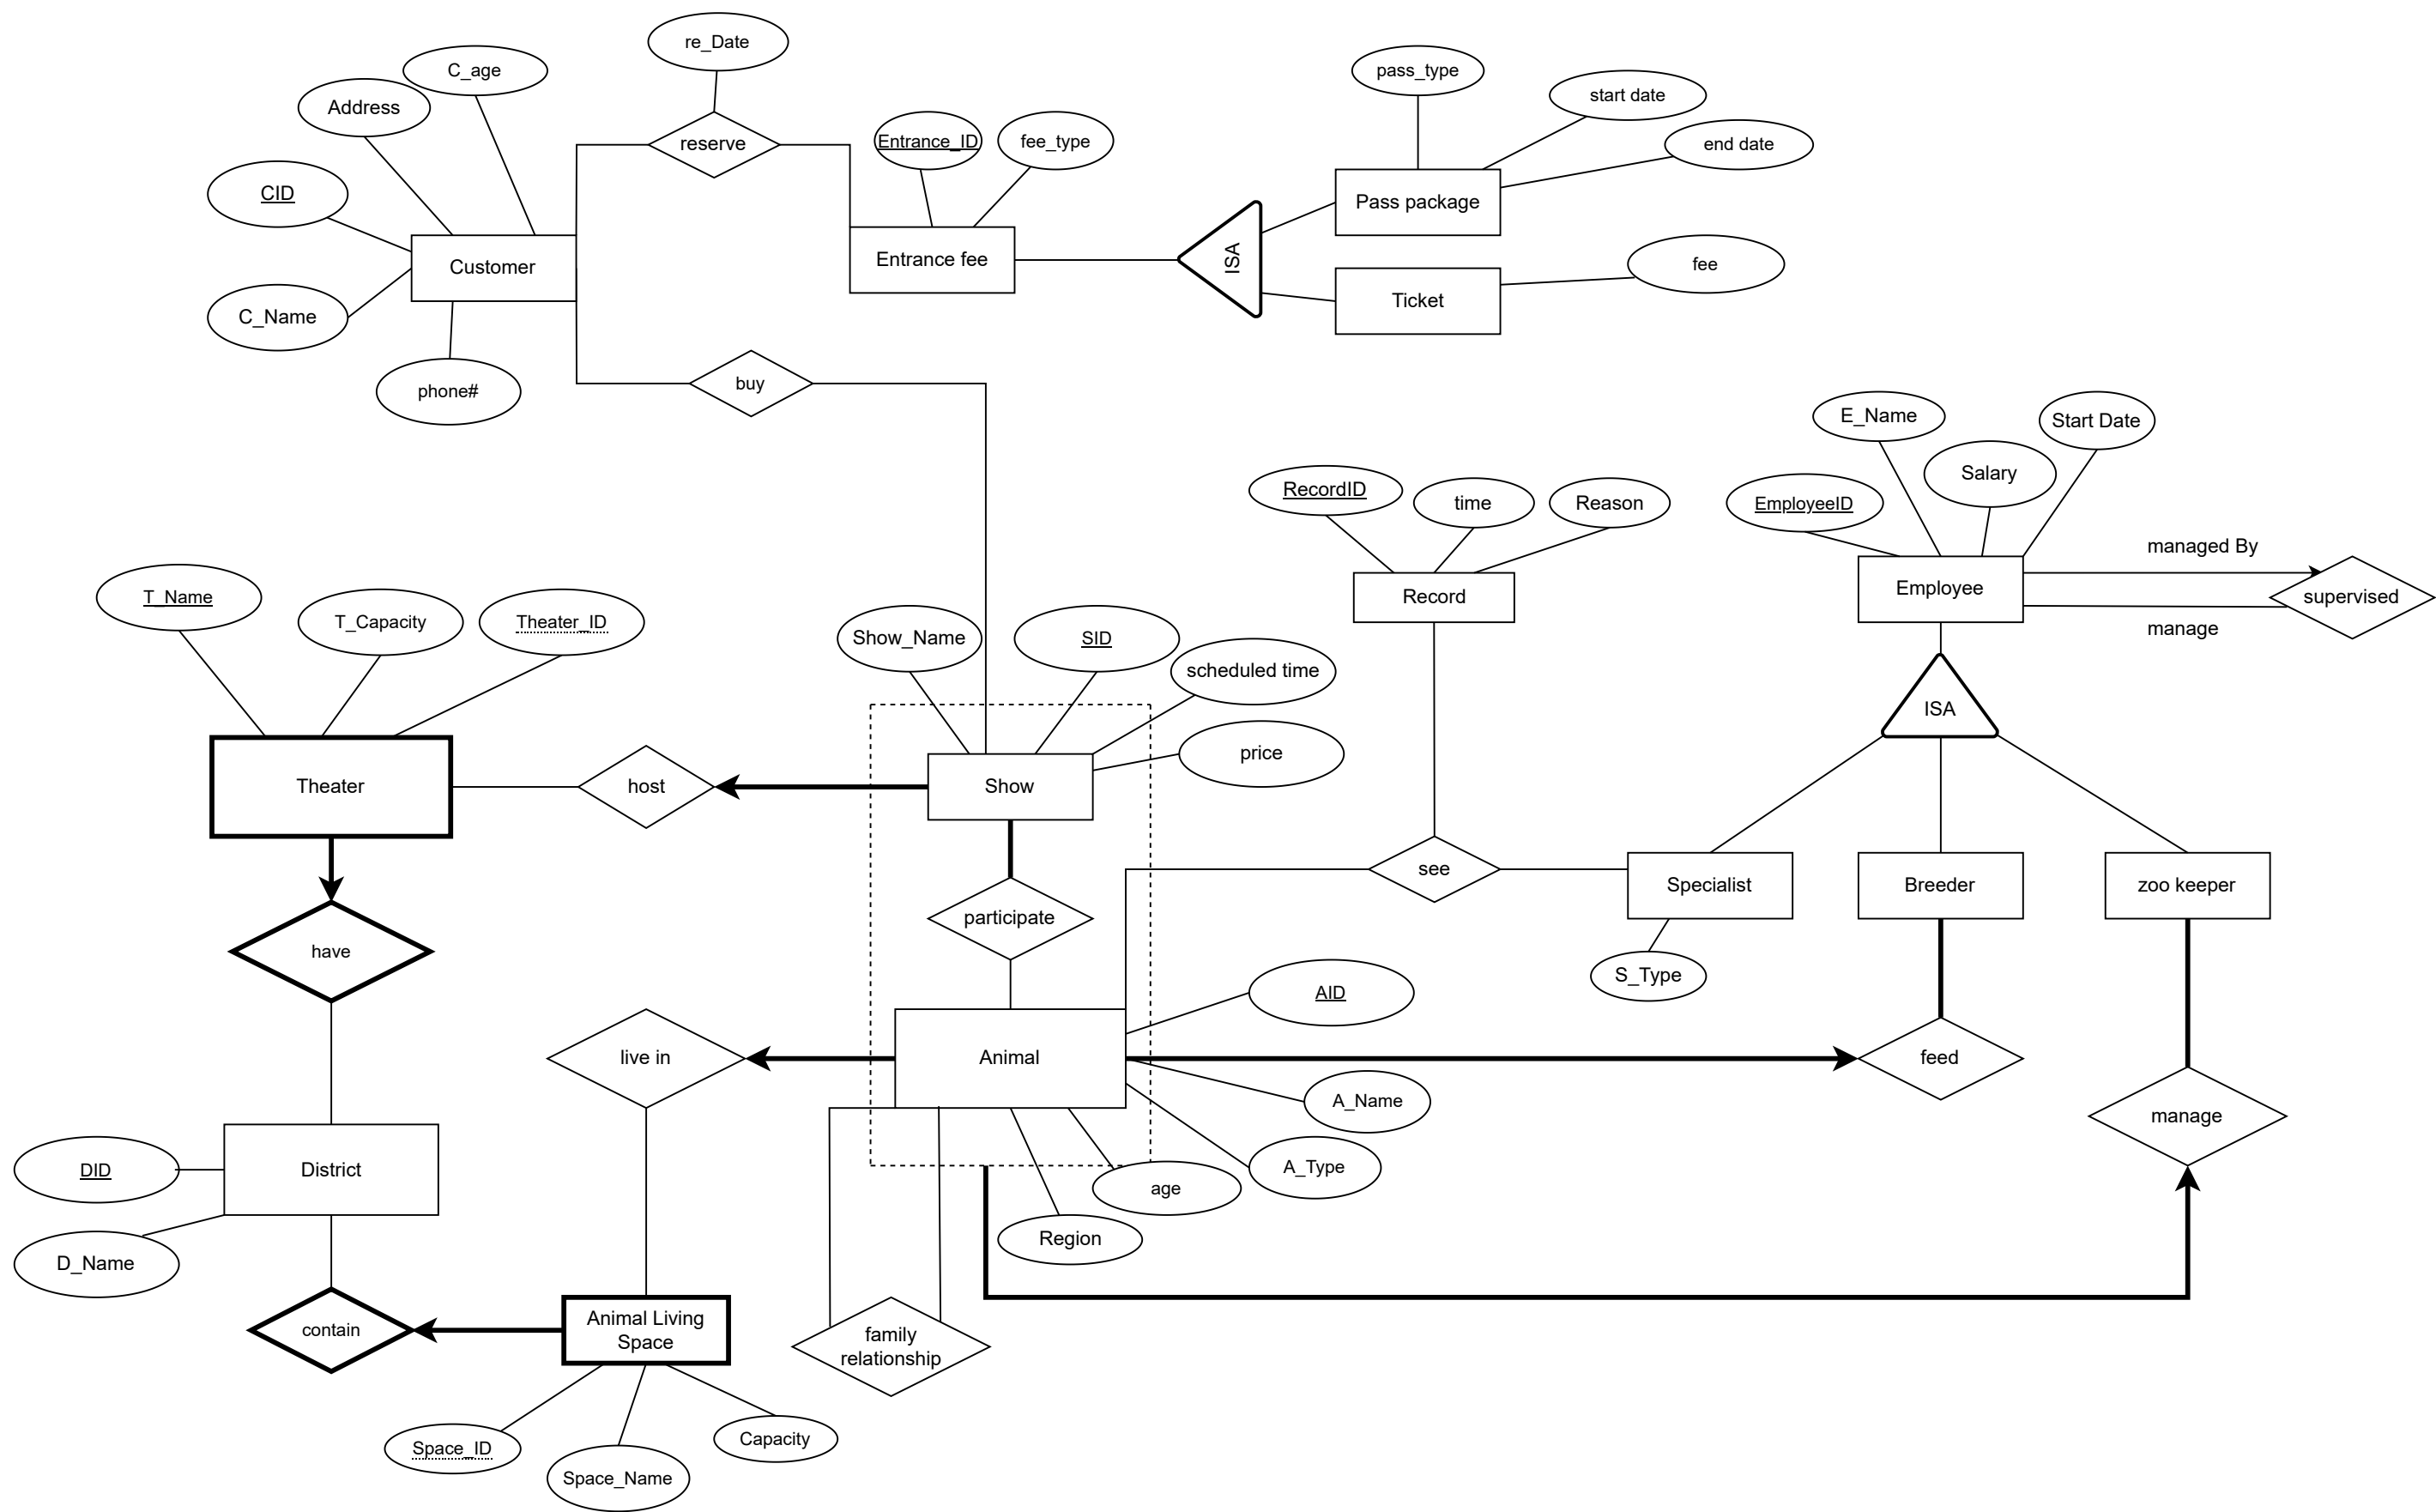 re_Date
C_age
pass_type
start date
Address
Entrance_ID
fee_type
reserve
end date
CID
Pass package
ISA
Customer
Entrance fee
fee
Ticket
C_Name
phone#
buy
E_Name
Start Date
Salary
RecordID
time
Reason
EmployeeID
managed By
Employee
supervised
Record
manage
T_Name
T_Capacity
Theater_ID
Show_Name
SID
scheduled time
price
ISA
Theater
host
Show
see
Specialist
Breeder
zoo keeper
participate
have
S_Type
AID
live in
Animal
feed
A_Name
manage
DID
District
A_Type
age
Region
D_Name
contain
Animal Living
Space
family
relationship
Space_ID
Space_Name
Capacity